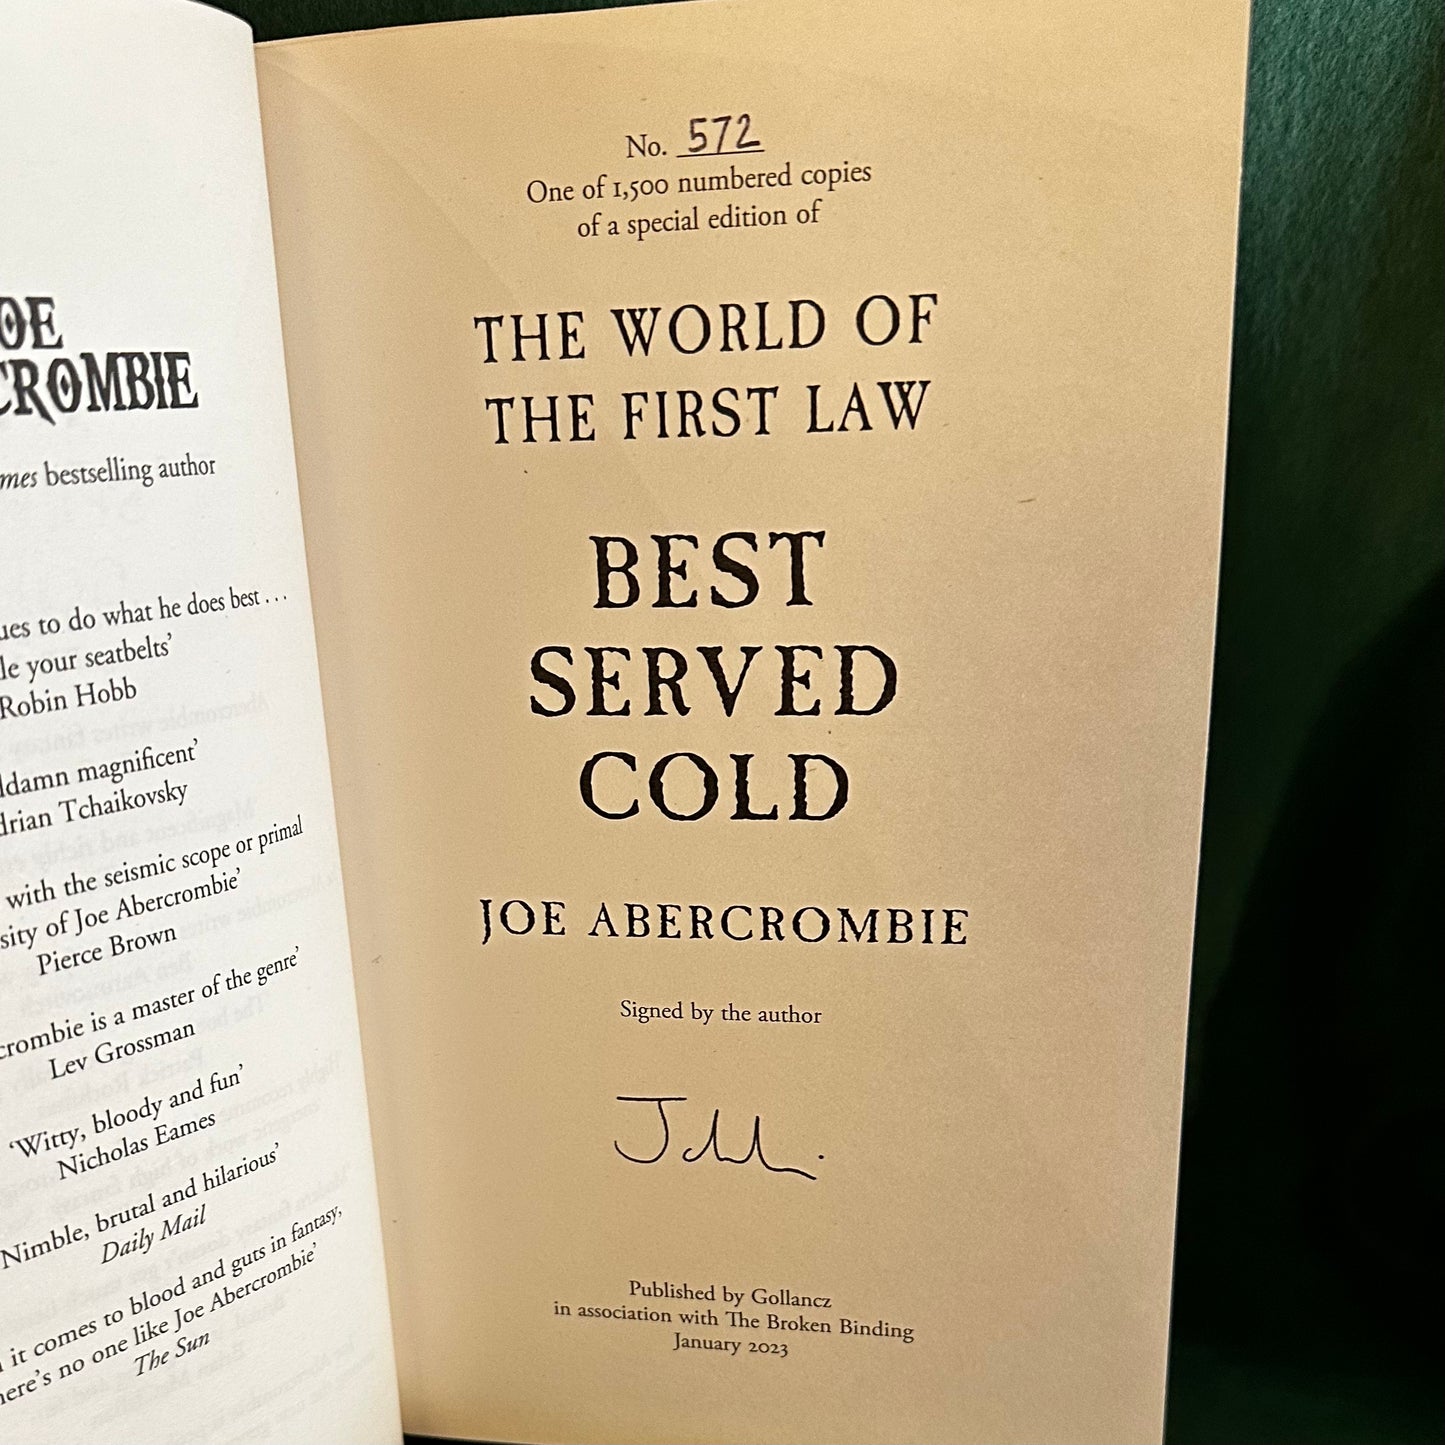 OE
CROMBIE
mes bestselling author
ues to do what he does best . . .
le your seatbelts’
Robin Hobb
ldamn magnificent’
drian Tchaikovsky
with the seismic scope or primal
sity of Joe Abercrombie’
Pierce Brown
crombie is a master of the genre’
Lev Grossman
‘Witty, bloody and fun’
Nicholas Eames
Nimble, brutal and hilarious’
Daily Mail
it comes to blood and guts in fantasy,
here’s no one like Joe Abercrombie’
The Sun
No. 572
One of 1,500 numbered copies
of a special edition of
THE WORLD OF
THE FIRST LAW
BEST
SERVED
COLD
JOE ABERCROMBIE
Signed by the author
Published by Gollancz
in association with The Broken Binding
January 2023